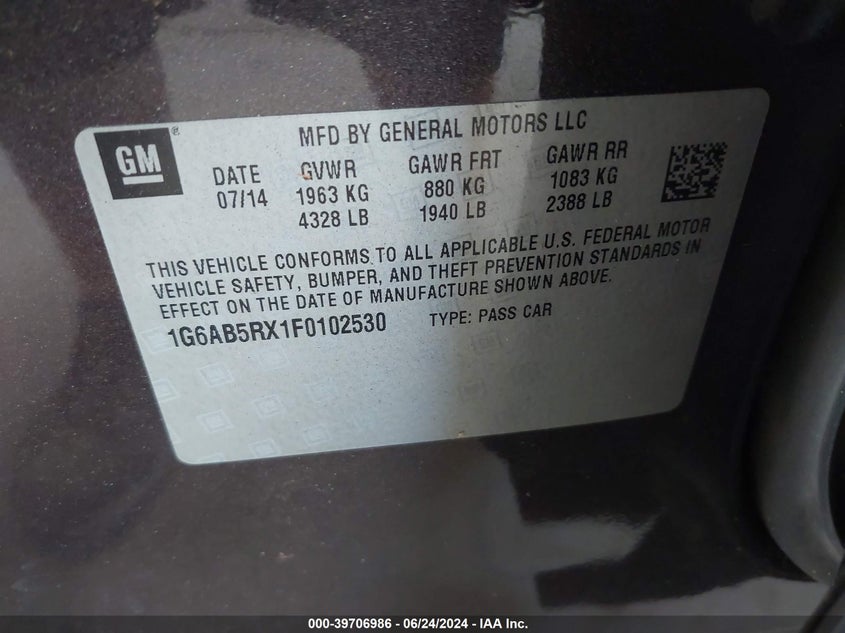 GM ®
MFD BY GENERAL MOTORS LLC
DATE GVWR GAWR FRT GAWR RR
07/14 1963 KG 880 KG 1083 KG
4328 LB 1940 LB 2388 LB
THIS VEHICLE CONFORMS TO ALL APPLICABLE U.S. FEDERAL MOTOR
VEHICLE SAFETY, BUMPER, AND THEFT PREVENTION STANDARDS IN
EFFECT ON THE DATE OF MANUFACTURE SHOWN ABOVE.
1G6AB5RX1F0102530 TYPE: PASS CAR
000-39706986 - 06/24/2024 - IAA Inc.